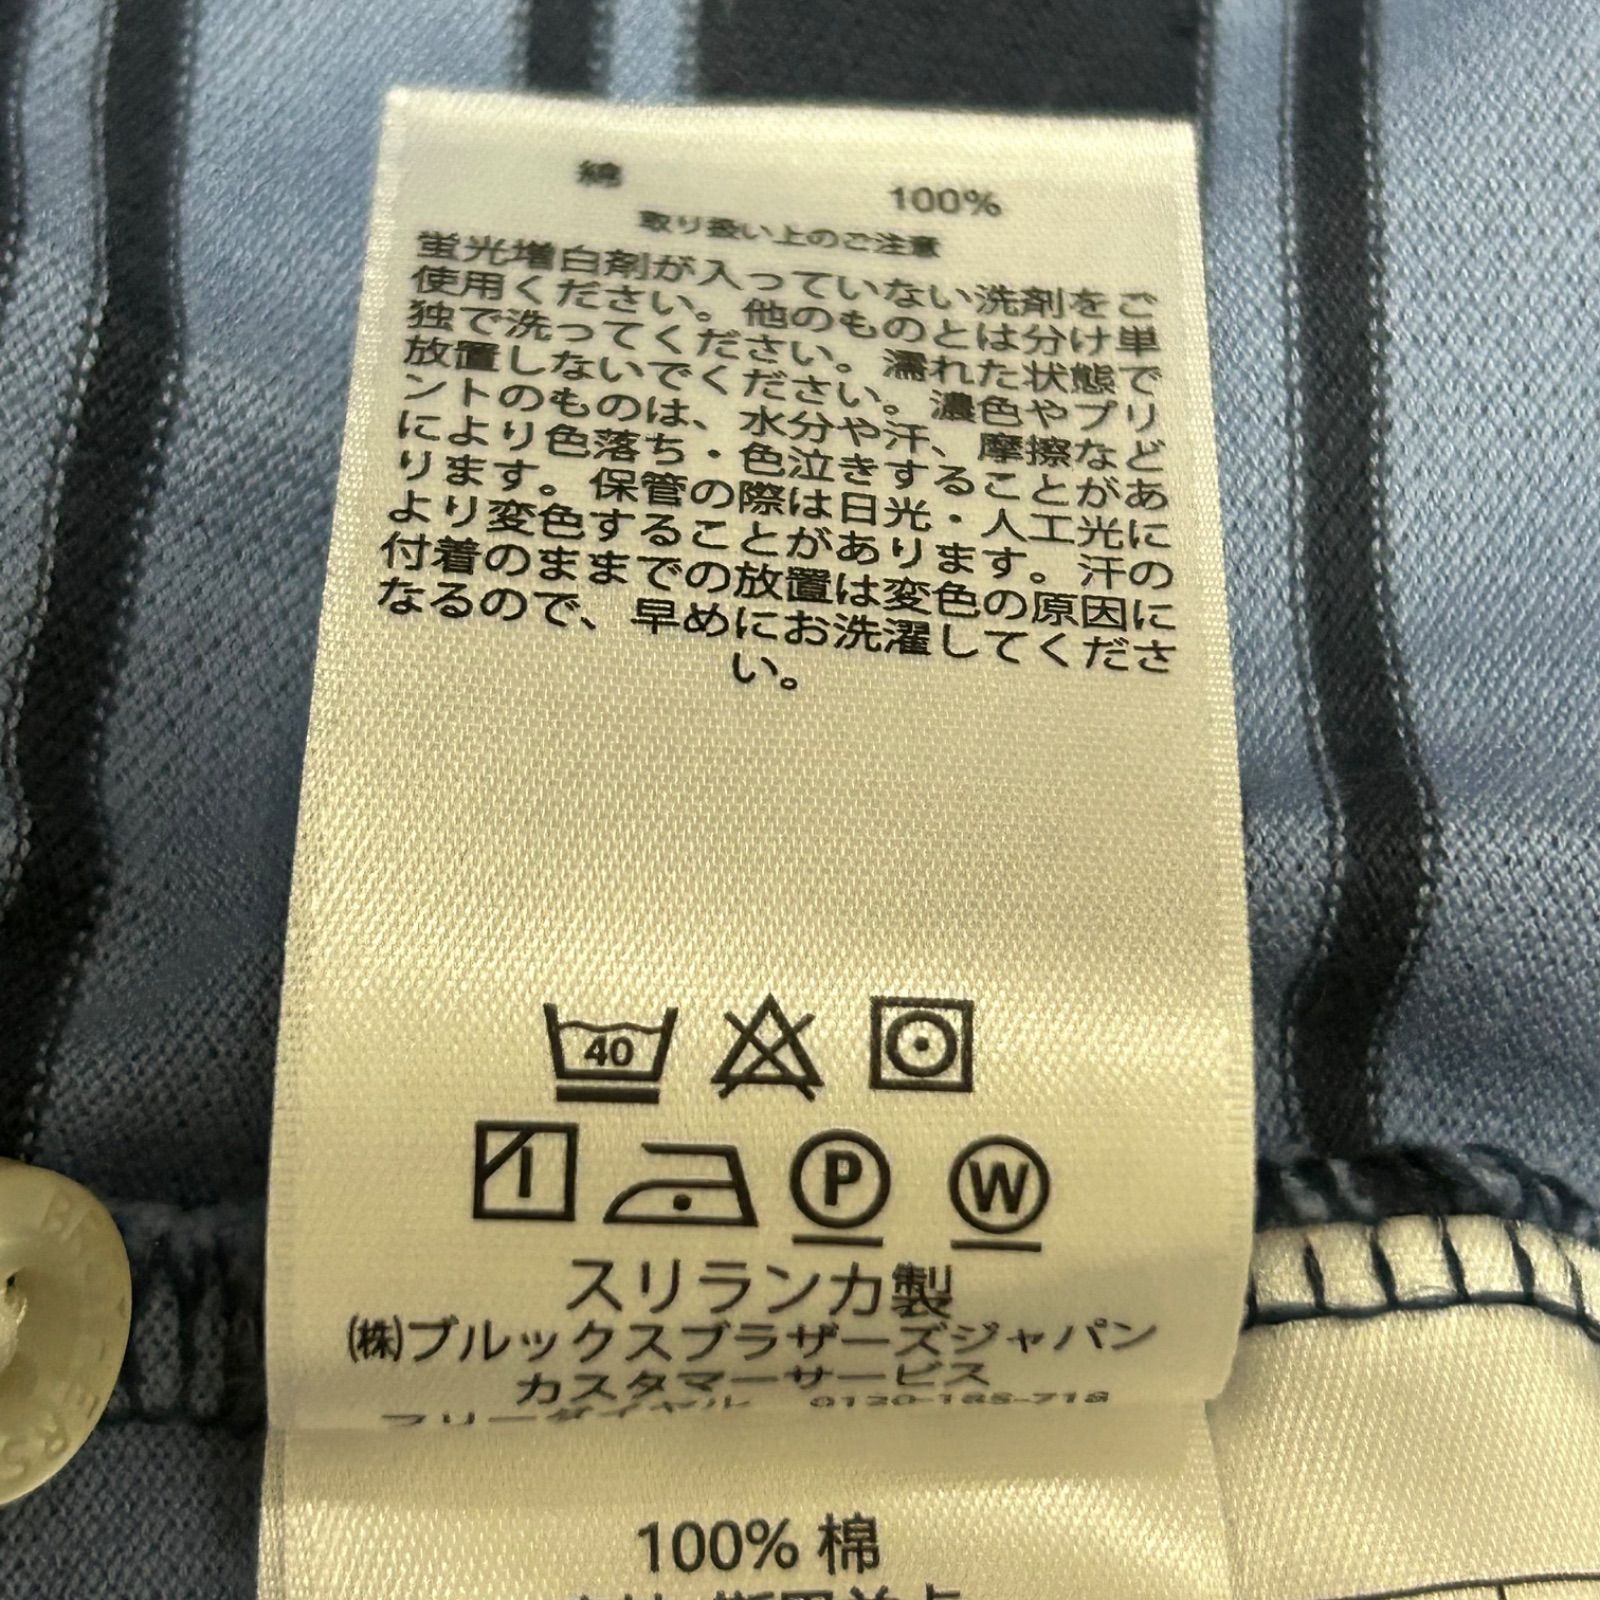 綿 100%
取り扱い上のご注意
蛍光増白剤が入っていない洗剤をご
使用ください。他のものとは分け単
独で洗ってください。濡れた状態で
放置しないでください。濃色やプリ
ントのものは、水分や汗、摩擦など
により色落ち・色泣きすることがあ
ります。保管の際は日光・人工光に
より変色することがあります。汗の
付着のままでの放置は変色の原因に
なるので、早めにお洗濯してくださ
い。
40
P W
スリランカ製
(株)ブルックスブラザーズジャパン
カスタマーサービス
フリーダイヤル 0120-185-718
100% 棉